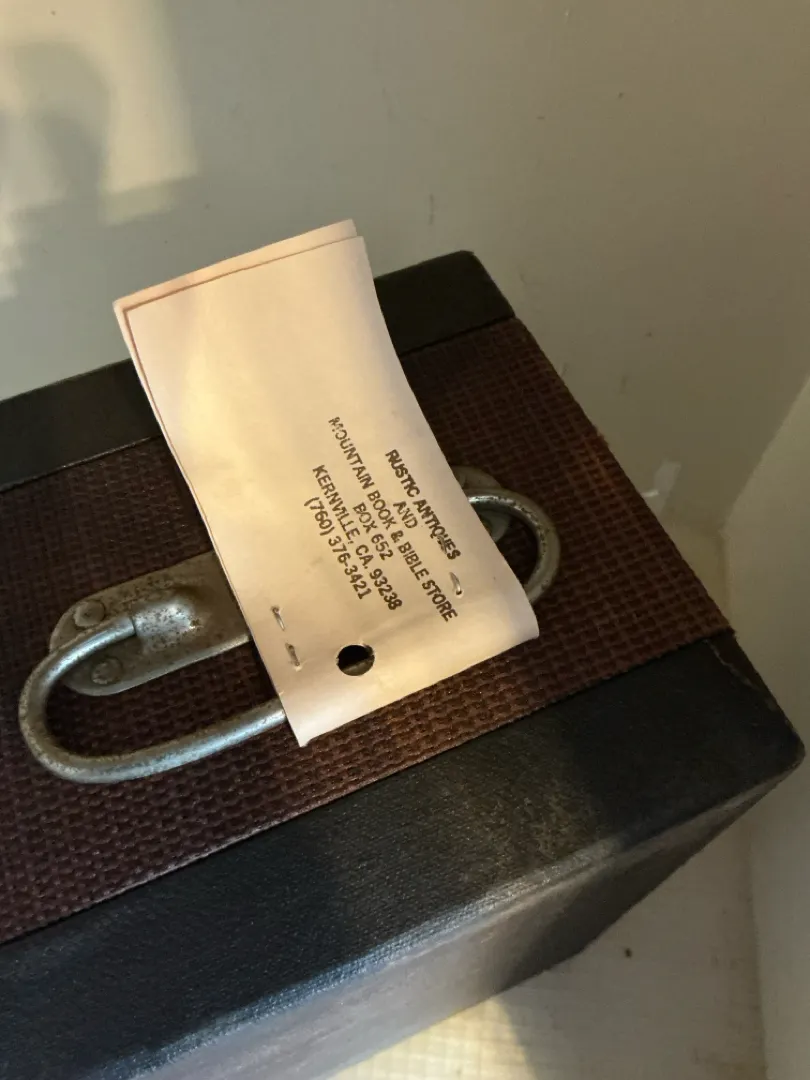 RUSTIC ANTIQUES
AND
MOUNTAIN BOOK & BIBLE STORE
BOX 652
KERNVILLE, CA. 93238
(760) 376-3421